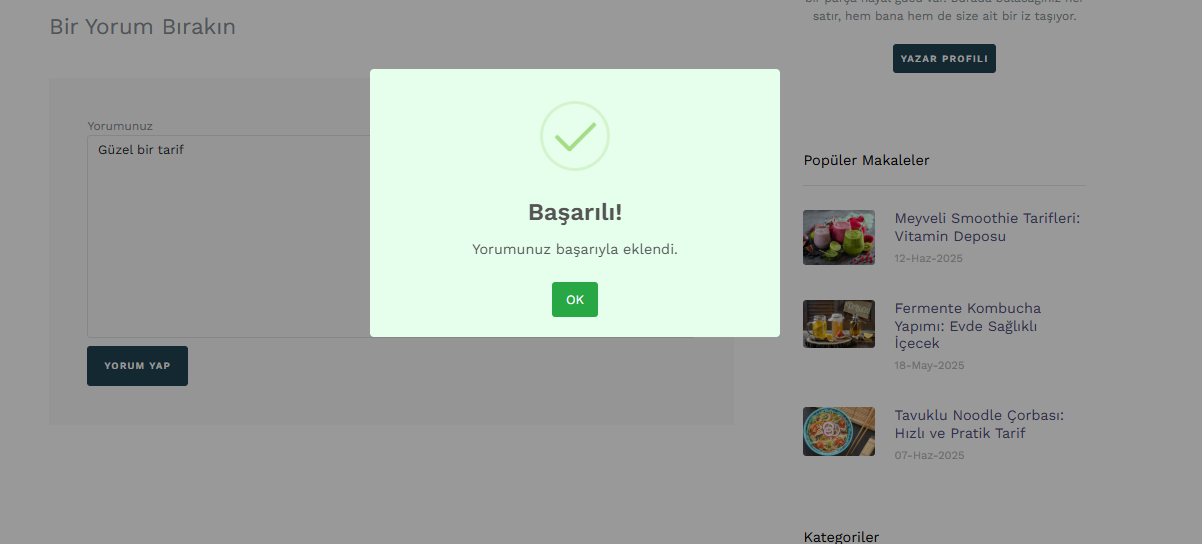 Bir Yorum Bırakın
Yorumunuz
Güzel bir tarif
YORUM YAP
Başarılı!
Yorumunuz başarıyla eklendi.
OK
satır, hem bana hem de size ait bir iz taşıyor.
YAZAR PROFILI
Popüler Makaleler
Meyveli Smoothie Tarifleri:
Vitamin Deposu
12-Haz-2025
Fermente Kombucha
Yapımı: Evde Sağlıklı
İçecek
18-May-2025
Tavuklu Noodle Çorbası:
Hızlı ve Pratik Tarif
07-Haz-2025
Kategoriler